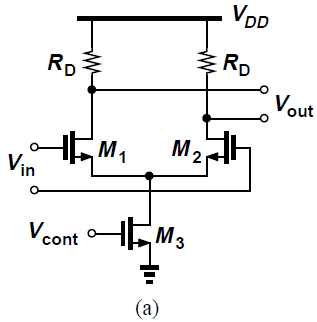 V_DD
R_D R_D
V_out
M_1 M_2
V_in
V_cont M_3
(a)